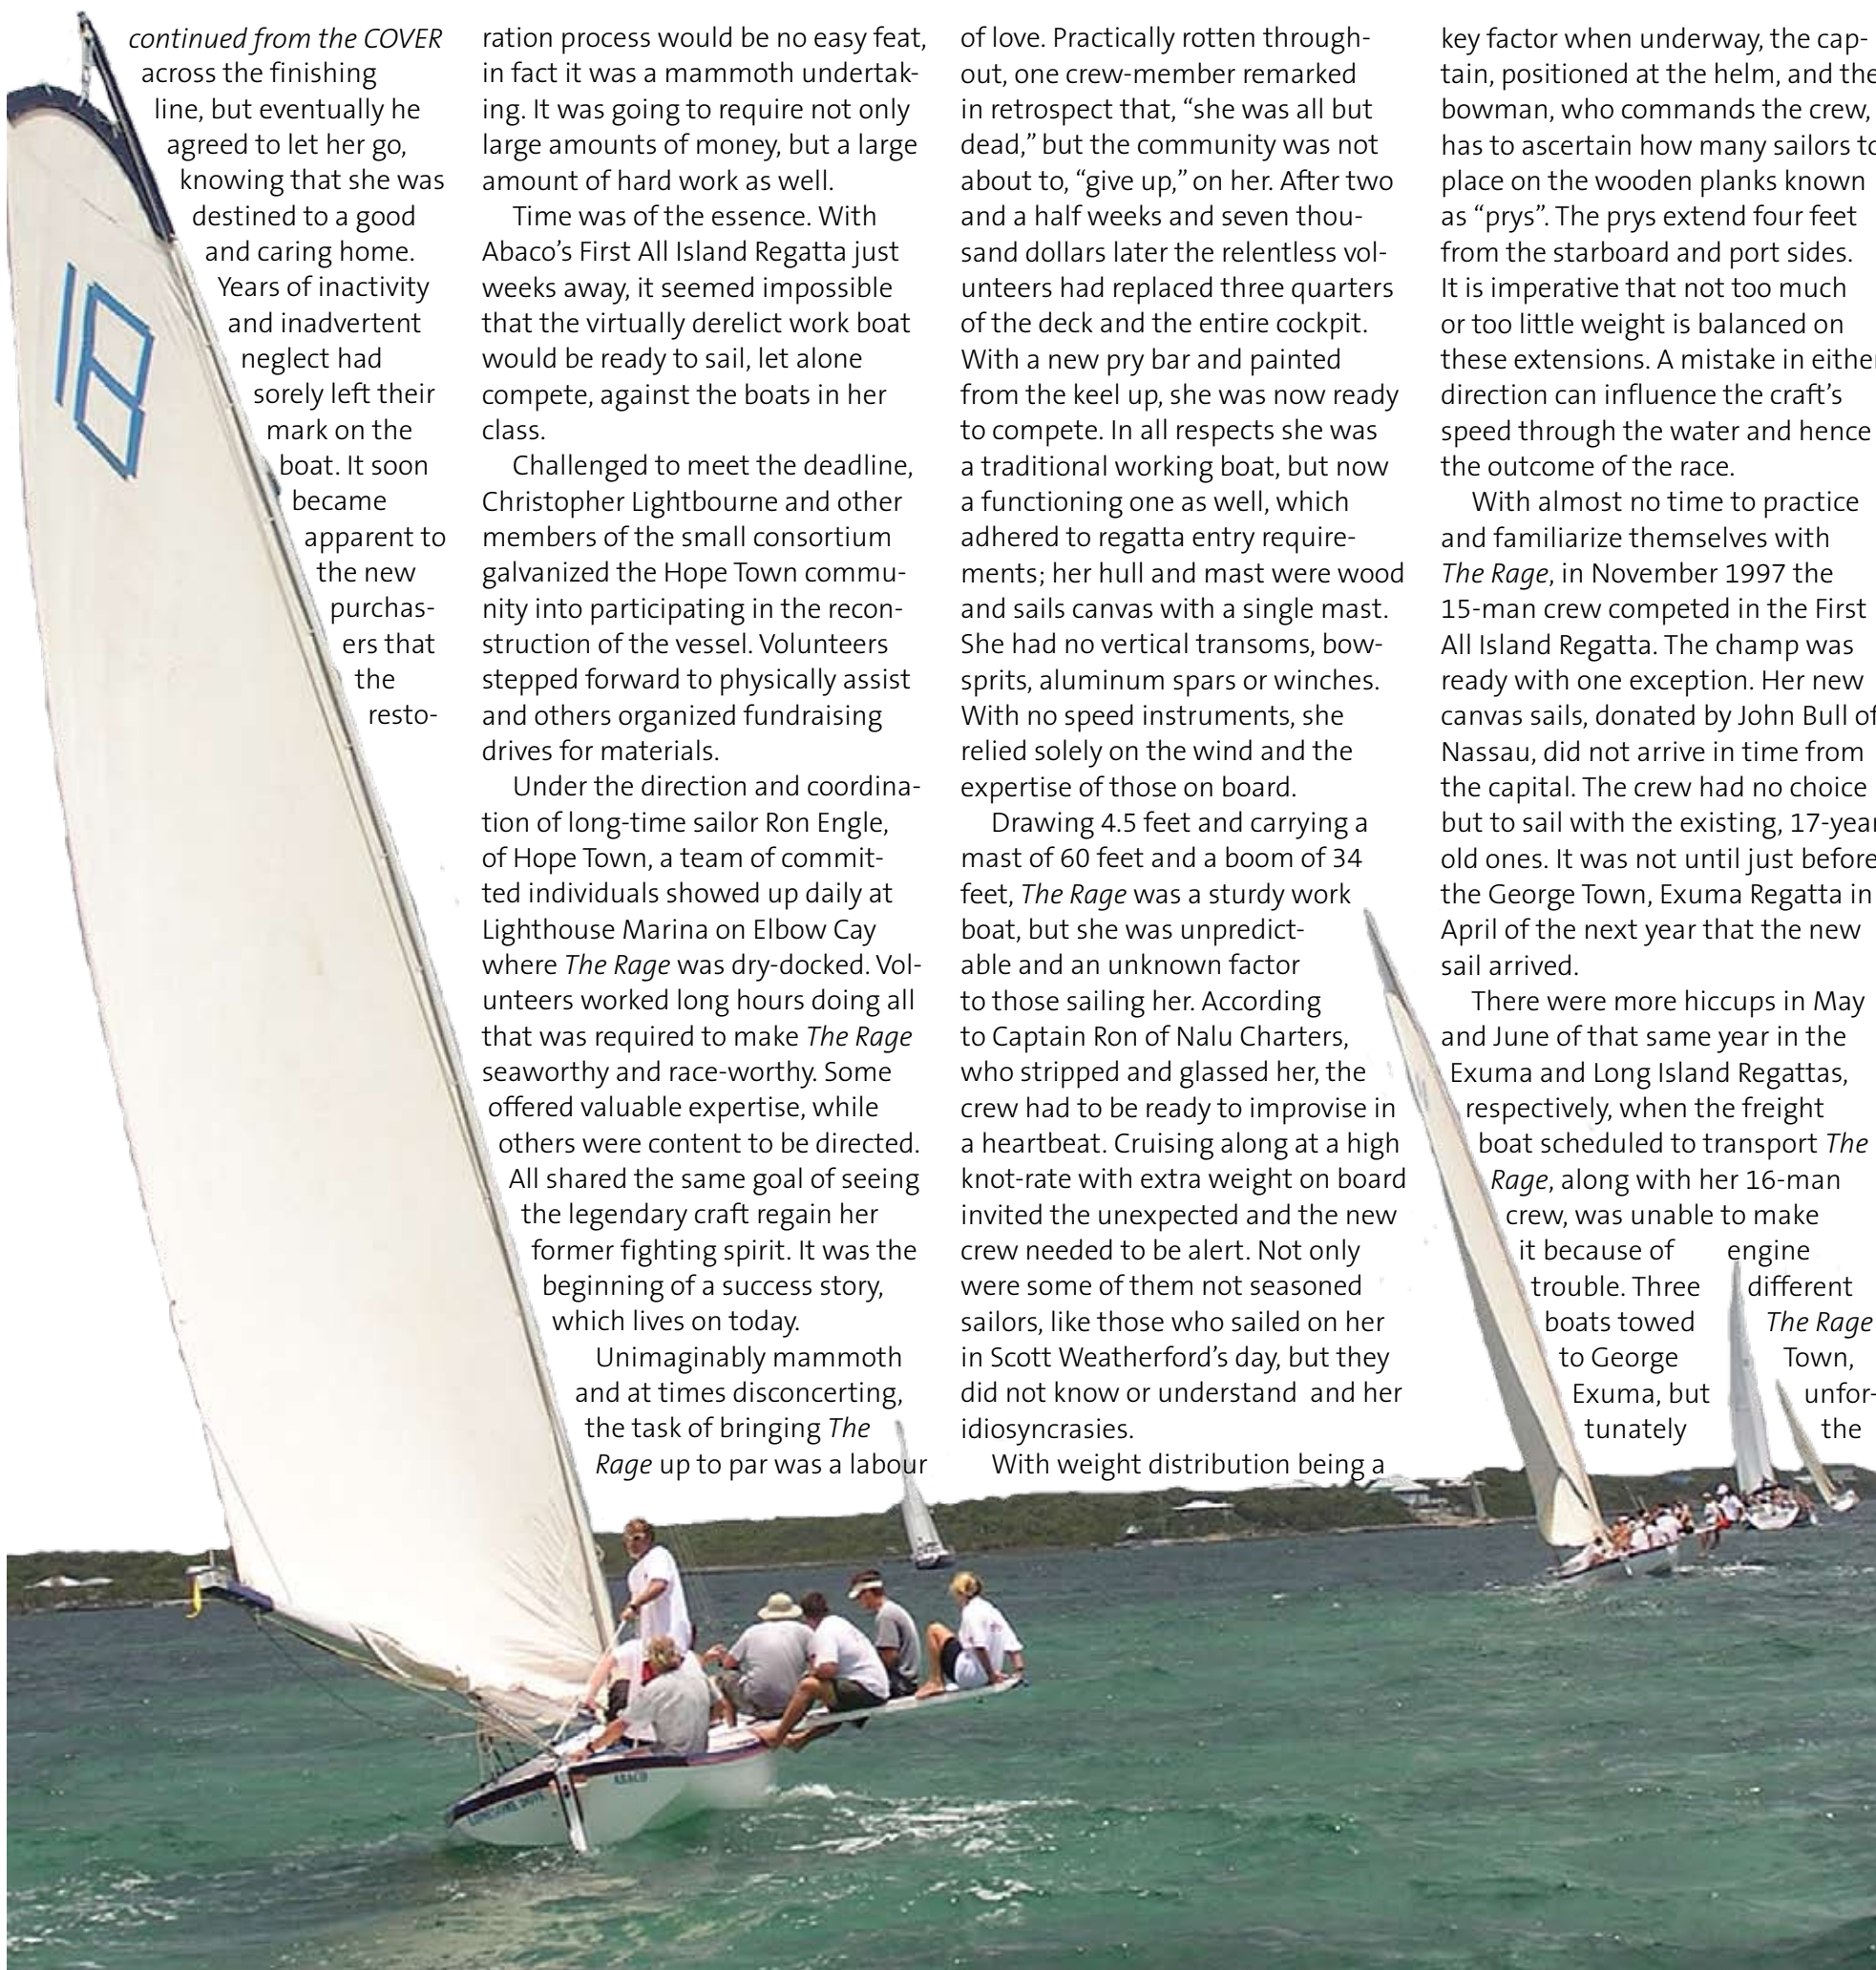 continued from the COVER
across the finishing
line, but eventually he
agreed to let her go,
knowing that she was
destined to a good
and caring home.
Years of inactivity
and inadvertent
neglect had
sorely left their
mark on the
boat. It soon
became
apparent to
the new
purchas-
ers that
the
resto-
ration process would be no easy feat,
in fact it was a mammoth undertak-
ing. It was going to require not only
large amounts of money, but a large
amount of hard work as well.
Time was of the essence. With
Abaco’s First All Island Regatta just
weeks away, it seemed impossible
that the virtually derelict work boat
would be ready to sail, let alone
compete, against the boats in her
class.
Challenged to meet the deadline,
Christopher Lightbourne and other
members of the small consortium
galvanized the Hope Town commu-
nity into participating in the recon-
struction of the vessel. Volunteers
stepped forward to physically assist
and others organized fundraising
drives for materials.
Under the direction and coordina-
tion of long-time sailor Ron Engle,
of Hope Town, a team of commit-
ted individuals showed up daily at
Lighthouse Marina on Elbow Cay
where The Rage was dry-docked. Vol-
unteers worked long hours doing all
that was required to make The Rage
seaworthy and race-worthy. Some
offered valuable expertise, while
others were content to be directed.
All shared the same goal of seeing
the legendary craft regain her
former fighting spirit. It was the
beginning of a success story,
which lives on today.
Unimaginably mammoth
and at times disconcerting,
the task of bringing The
Rage up to par was a labour
of love. Practically rotten through-
out, one crew-member remarked
in retrospect that, “she was all but
dead,” but the community was not
about to, “give up,” on her. After two
and a half weeks and seven thou-
sand dollars later the relentless vol-
unteers had replaced three quarters
of the deck and the entire cockpit.
With a new pry bar and painted
from the keel up, she was now ready
to compete. In all respects she was
a traditional working boat, but now
a functioning one as well, which
adhered to regatta entry require-
ments; her hull and mast were wood
and sails canvas with a single mast.
She had no vertical transoms, bow-
sprits, aluminum spars or winches.
With no speed instruments, she
relied solely on the wind and the
expertise of those on board.
Drawing 4.5 feet and carrying a
mast of 60 feet and a boom of 34
feet, The Rage was a sturdy work
boat, but she was unpredict-
able and an unknown factor
to those sailing her. According
to Captain Ron of Nalu Charters,
who stripped and glassed her, the
crew had to be ready to improvise in
a heartbeat. Cruising along at a high
knot-rate with extra weight on board
invited the unexpected and the new
crew needed to be alert. Not only
were some of them not seasoned
sailors, like those who sailed on her
in Scott Weatherford’s day, but they
did not know or understand and her
idiosyncrasies.
With weight distribution being a
key factor when underway, the cap-
tain, positioned at the helm, and the
bowman, who commands the crew,
has to ascertain how many sailors to
place on the wooden planks known
as “prys”. The prys extend four feet
from the starboard and port sides.
It is imperative that not too much
or too little weight is balanced on
these extensions. A mistake in either
direction can influence the craft’s
speed through the water and hence
the outcome of the race.
With almost no time to practice
and familiarize themselves with
The Rage, in November 1997 the
15-man crew competed in the First
All Island Regatta. The champ was
ready with one exception. Her new
canvas sails, donated by John Bull of
Nassau, did not arrive in time from
the capital. The crew had no choice
but to sail with the existing, 17-year
old ones. It was not until just before
the George Town, Exuma Regatta in
April of the next year that the new
sail arrived.
There were more hiccups in May
and June of that same year in the
Exuma and Long Island Regattas,
respectively, when the freight
boat scheduled to transport The
Rage, along with her 16-man
crew, was unable to make
it because of engine
trouble. Three different
boats towed The Rage
to George Town,
Exuma, but unfor-
tunately the
18
ABACO